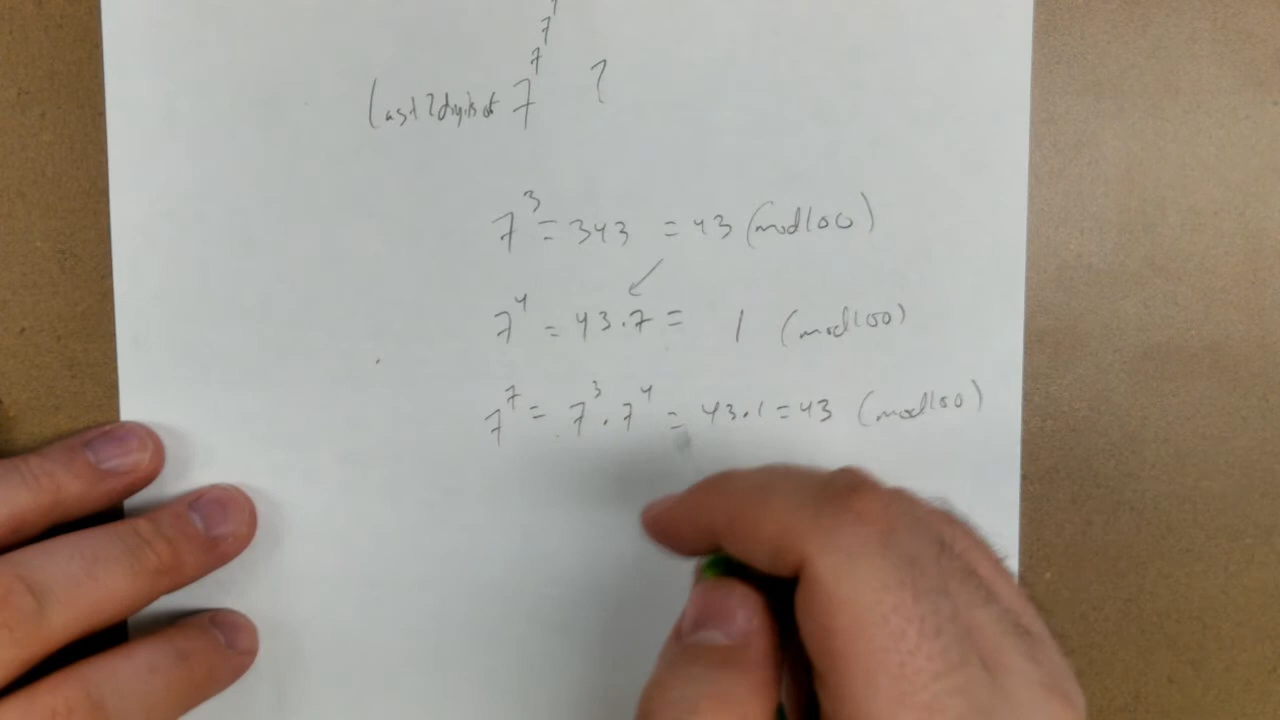 Last 2 digits of 7^7^7^7 ?
7^3 = 343 = 43 (mod 100)
7^4 = 43.7 = 1 (mod 100)
7^7 = 7^3 . 7^4 = 43.1 = 43 (mod 100)